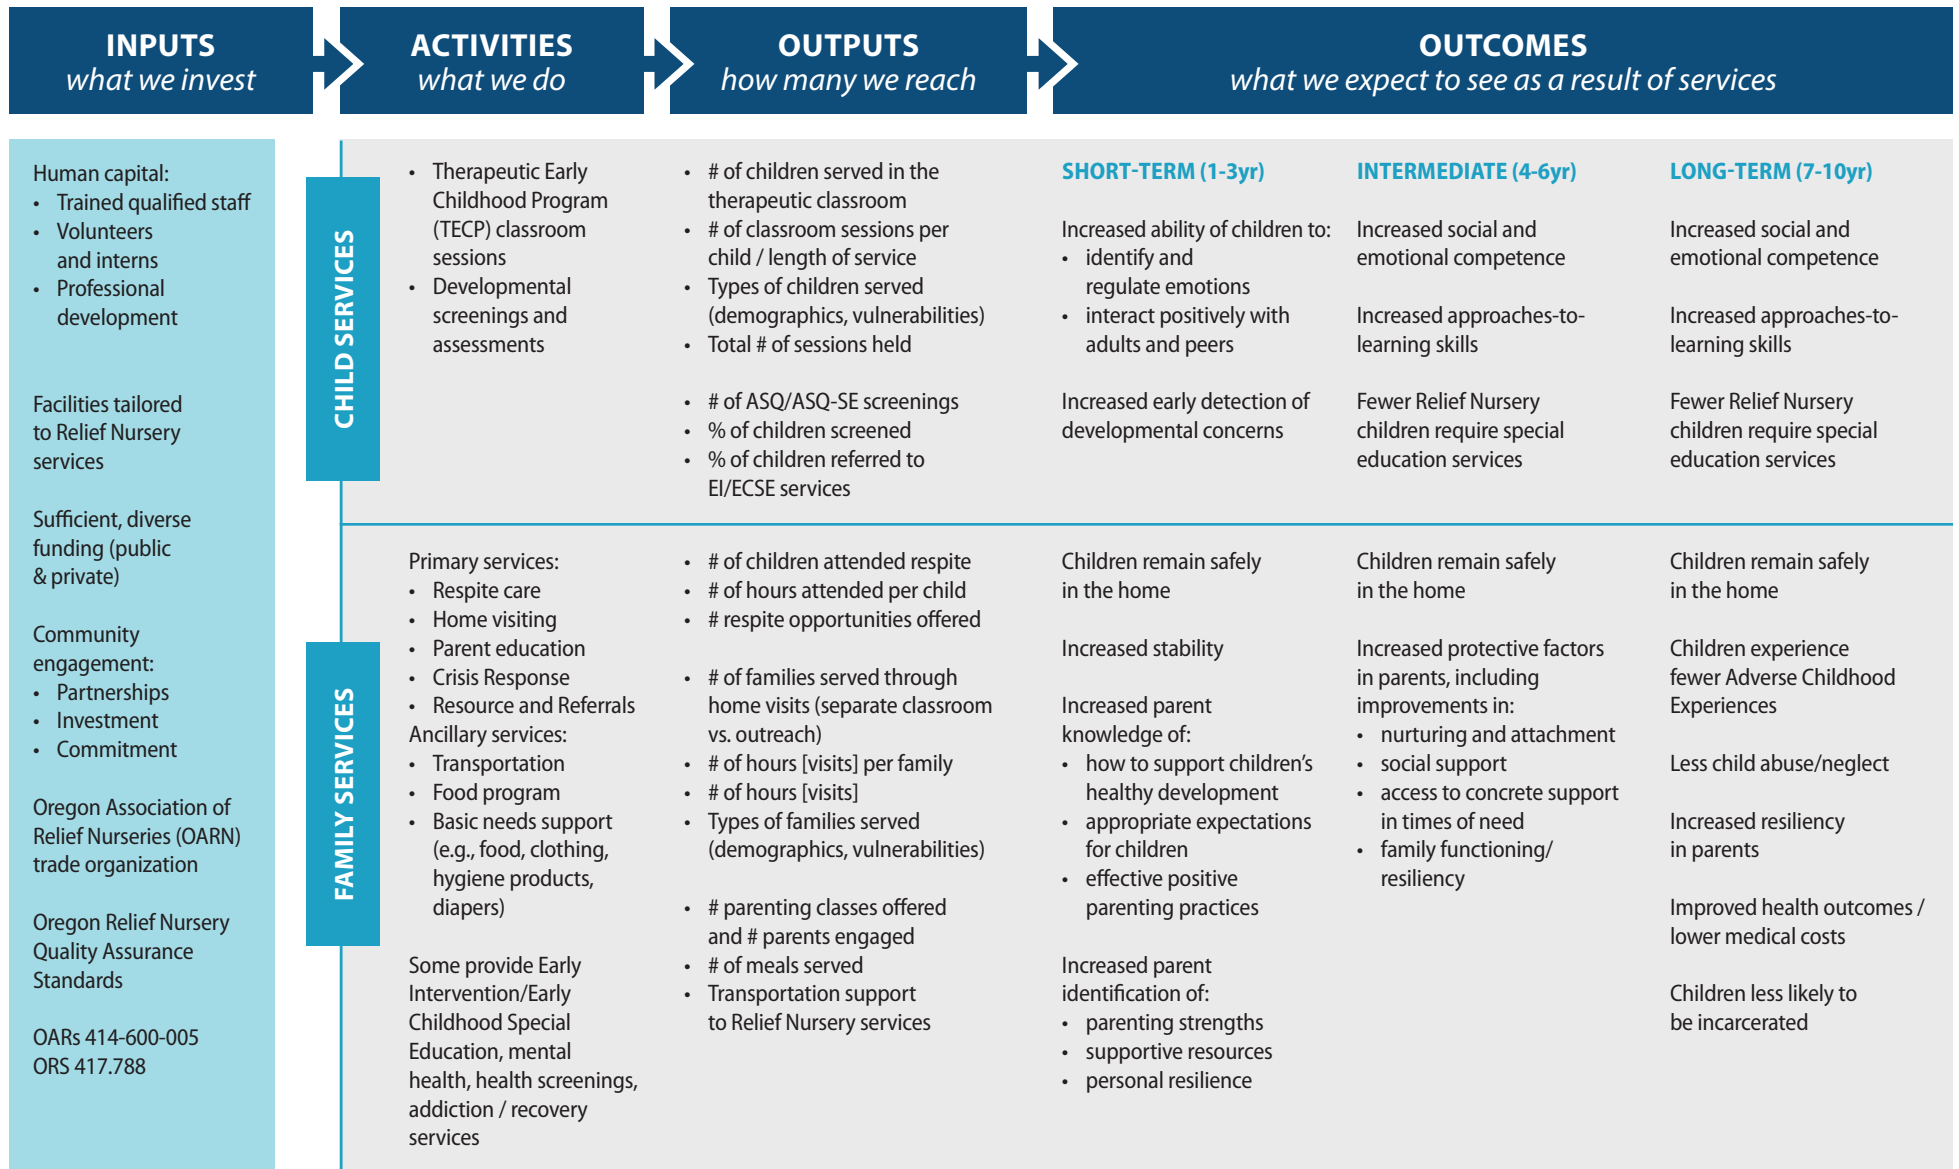 INPUTS
what we invest
ACTIVITIES
what we do
OUTPUTS
how many we reach
OUTCOMES
what we expect to see as a result of services
Human capital:
• Trained qualified staff
• Volunteers
and interns
• Professional
development
Facilities tailored
to Relief Nursery
services
Sufficient, diverse
funding (public
& private)
Community
engagement:
• Partnerships
• Investment
• Commitment
Oregon Association of
Relief Nurseries (OARN)
trade organization
Oregon Relief Nursery
Quality Assurance
Standards
OARs 414-600-005
ORS 417.788
CHILD SERVICES
• Therapeutic Early
Childhood Program
(TECP) classroom
sessions
• Developmental
screenings and
assessments
• # of children served in the
therapeutic classroom
• # of classroom sessions per
child / length of service
• Types of children served
(demographics, vulnerabilities)
• Total # of sessions held
• # of ASQ/ASQ-SE screenings
• % of children screened
• % of children referred to
EI/ECSE services
SHORT-TERM (1-3yr)
Increased ability of children to:
• identify and
regulate emotions
• interact positively with
adults and peers
Increased early detection of
developmental concerns
INTERMEDIATE (4-6yr)
Increased social and
emotional competence
Increased approaches-to-
learning skills
Fewer Relief Nursery
children require special
education services
LONG-TERM (7-10yr)
Increased social and
emotional competence
Increased approaches-to-
learning skills
Fewer Relief Nursery
children require special
education services
FAMILY SERVICES
Primary services:
• Respite care
• Home visiting
• Parent education
• Crisis Response
• Resource and Referrals
Ancillary services:
• Transportation
• Food program
• Basic needs support
(e.g., food, clothing,
hygiene products,
diapers)
Some provide Early
Intervention/Early
Childhood Special
Education, mental
health, health screenings,
addiction / recovery
services
• # of children attended respite
• # of hours attended per child
• # respite opportunities offered
• # of families served through
home visits (separate classroom
vs. outreach)
• # of hours [visits] per family
• # of hours [visits]
• Types of families served
(demographics, vulnerabilities)
• # parenting classes offered
and # parents engaged
• # of meals served
• Transportation support
to Relief Nursery services
Children remain safely
in the home
Increased stability
Increased parent
knowledge of:
• how to support children's
healthy development
• appropriate expectations
for children
• effective positive
parenting practices
Increased parent
identification of:
• parenting strengths
• supportive resources
• personal resilience
Children remain safely
in the home
Increased protective factors
in parents, including
improvements in:
• nurturing and attachment
• social support
• access to concrete support
in times of need
• family functioning/
resiliency
Children remain safely
in the home
Children experience
fewer Adverse Childhood
Experiences
Less child abuse/neglect
Increased resiliency
in parents
Improved health outcomes /
lower medical costs
Children less likely to
be incarcerated